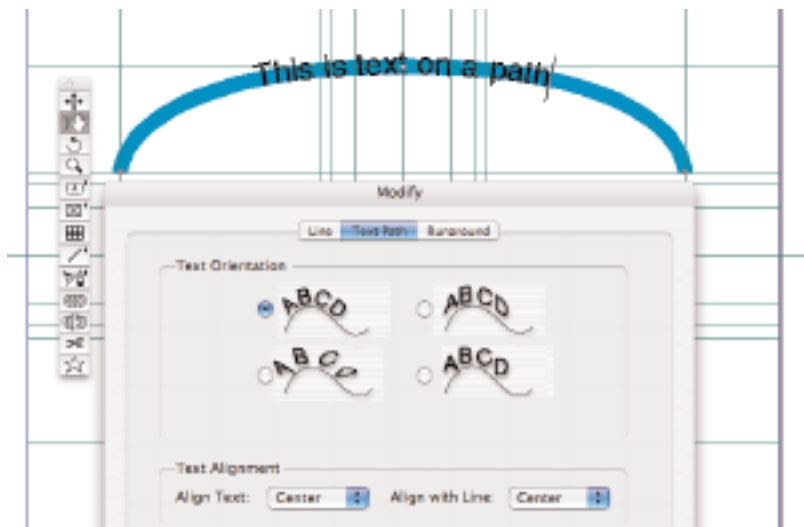 This is text on a path
Modify
Line Text Path Runaround
Text Orientation
ABCD ABCD
ABCD ABCD
Text Alignment
Align Text: Center Align with Line: Center